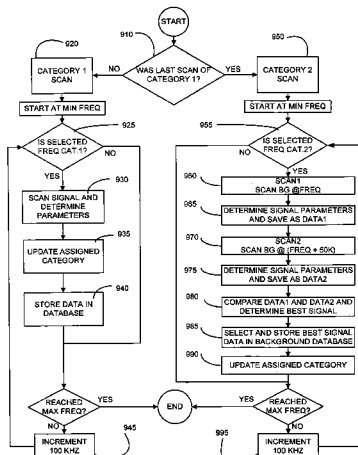 START
920
910
950
CATEGORY 1
SCAN
NO
WAS LAST SCAN OF
CATEGORY 1?
YES
CATEGORY 2
SCAN
START AT MIN FREQ
START AT MIN FREQ
925
955
IS SELECTED
FREQ CAT.1?
NO
NO
IS SELECTED
FREQ CAT.2?
YES
YES
930
960
SCAN SIGNAL AND
DETERMINE
PARAMETERS
SCAN1
SCAN BG @FREQ
965
DETERMINE SIGNAL PARAMETERS
AND SAVE AS DATA1
935
970
UPDATE ASSIGNED
CATEGORY
SCAN2
SCAN BG @ (FREQ + 50K)
975
DETERMINE SIGNAL PARAMETERS
AND SAVE AS DATA2
940
980
STORE DATA IN
DATABASE
COMPARE DATA1 AND DATA2 AND
DETERMINE BEST SIGNAL
985
SELECT AND STORE BEST SIGNAL
DATA IN BACKGROUND DATABASE
990
UPDATE ASSIGNED CATEGORY
REACHED
MAX FREQ?
YES
END
YES
REACHED
MAX FREQ?
NO
945
995
NO
INCREMENT
100 KHZ
INCREMENT
100 KHZ